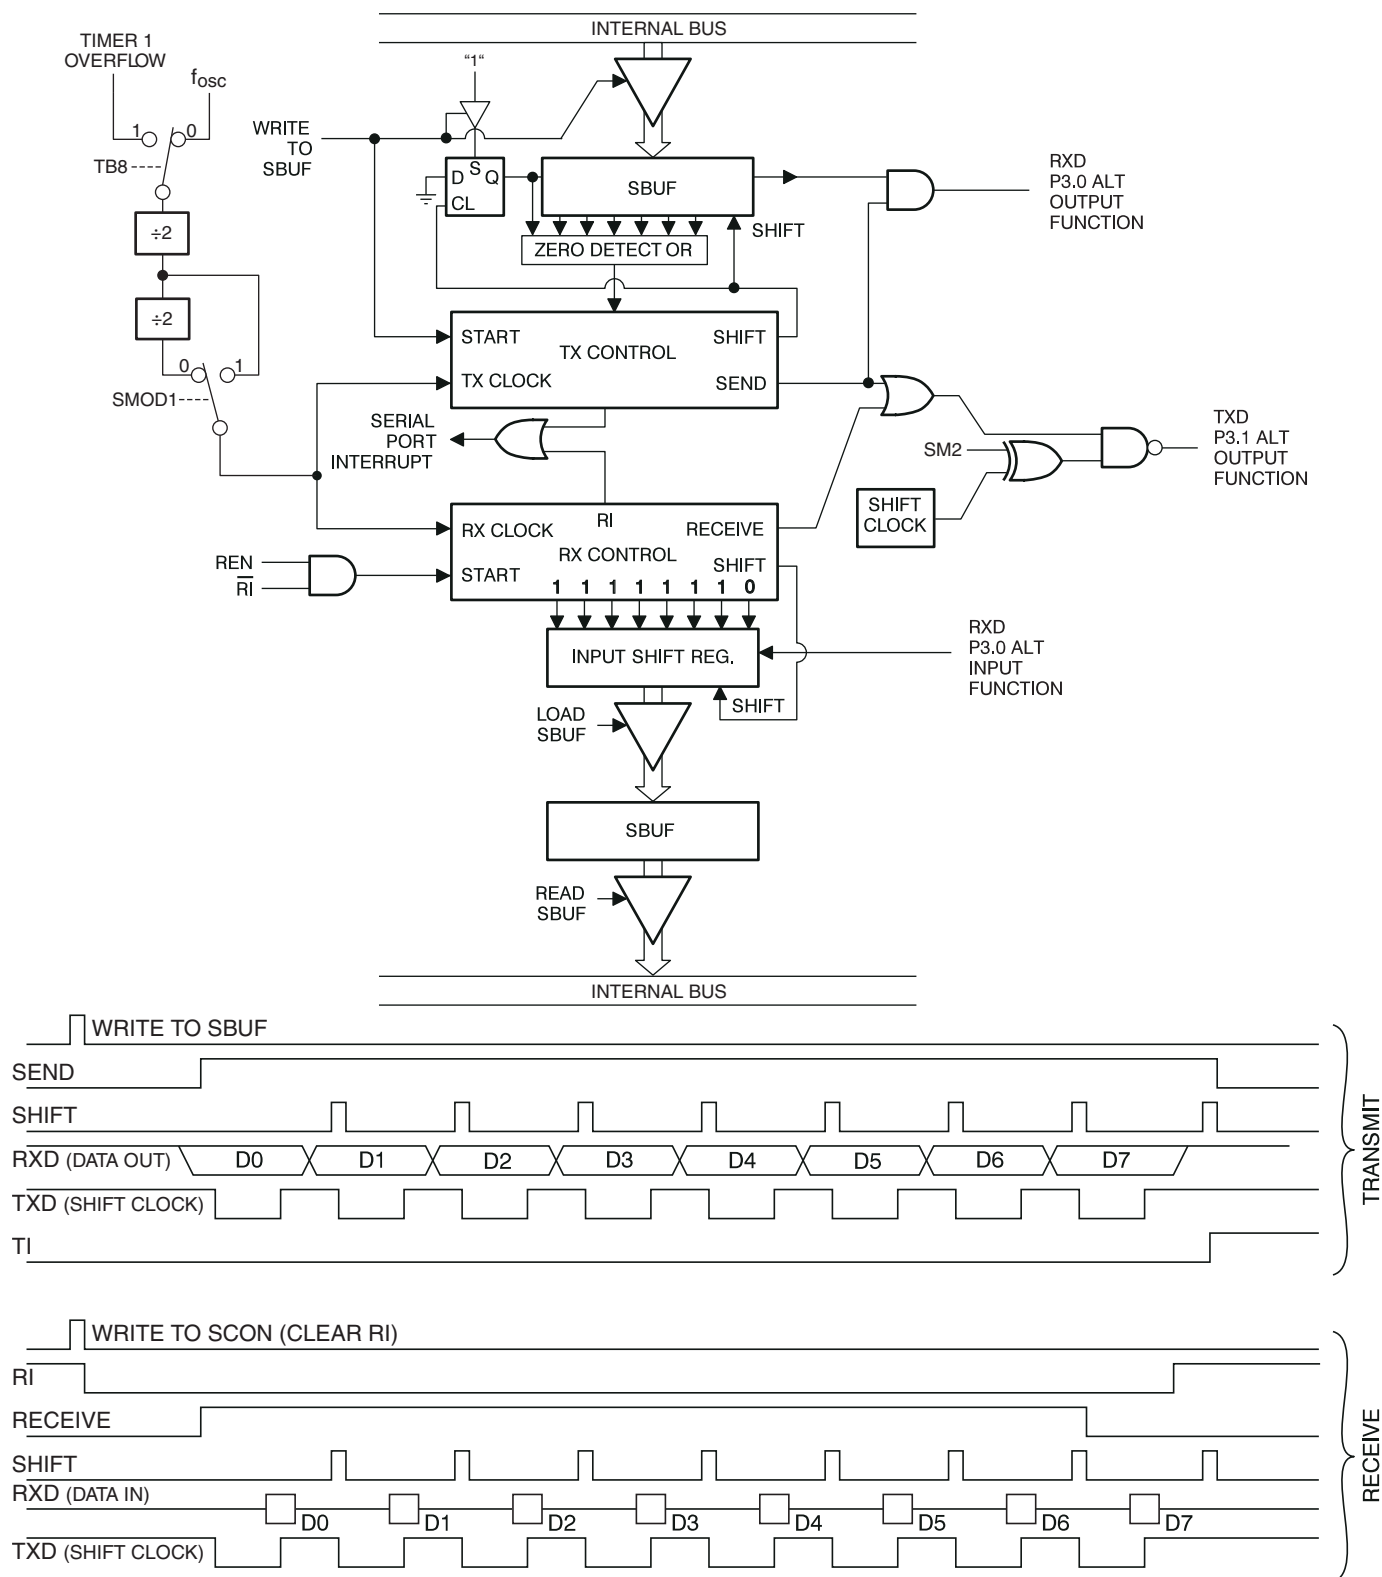 INTERNAL BUS
TIMER 1
OVERFLOW
fosc
"1"
1
0
TB8
WRITE
TO
SBUF
S
D
Q
CL
SBUF
SHIFT
RXD
P3.0 ALT
OUTPUT
FUNCTION
÷2
ZERO DETECT OR
÷2
START
SHIFT
TX CONTROL
TX CLOCK
SEND
0
1
SMOD1
SERIAL
PORT
INTERRUPT
SM2
TXD
P3.1 ALT
OUTPUT
FUNCTION
SHIFT
CLOCK
RX CLOCK
RI
RECEIVE
RX CONTROL
SHIFT
REN
RI
START
1 1 1 1 1 1 1 0
INPUT SHIFT REG.
RXD
P3.0 ALT
INPUT
FUNCTION
SHIFT
LOAD
SBUF
SBUF
READ
SBUF
INTERNAL BUS
WRITE TO SBUF
SEND
SHIFT
RXD (DATA OUT) D0 D1 D2 D3 D4 D5 D6 D7
TXD (SHIFT CLOCK)
TI
TRANSMIT
WRITE TO SCON (CLEAR RI)
RI
RECEIVE
SHIFT
RXD (DATA IN)
D0 D1 D2 D3 D4 D5 D6 D7
TXD (SHIFT CLOCK)
RECEIVE